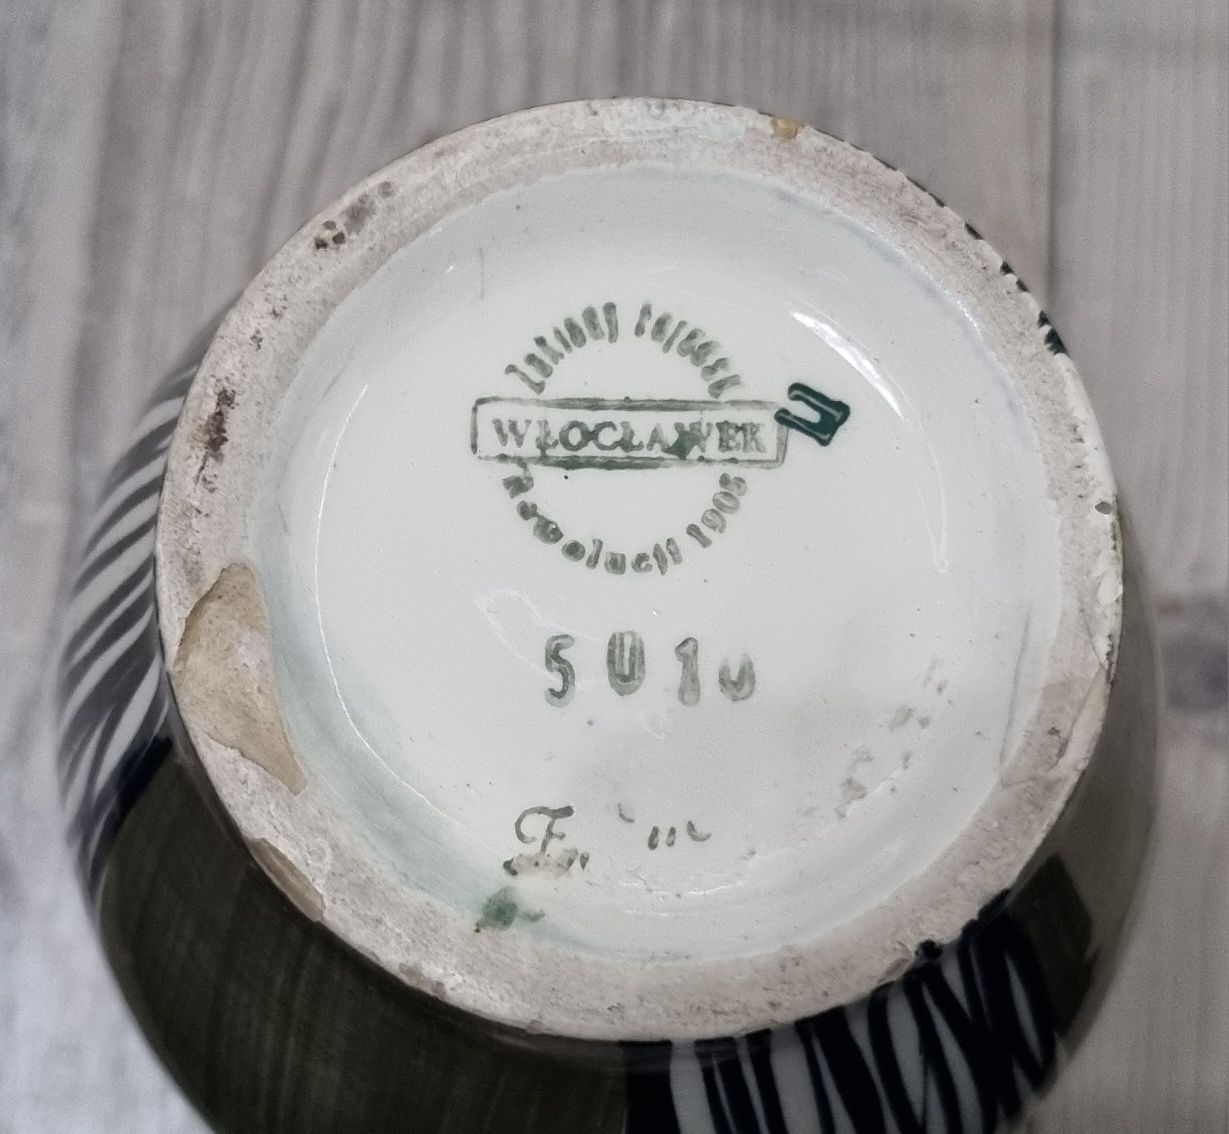 Zakłady Fajansu
WŁOCŁAWEK
Rewolucji 1905
U
5010